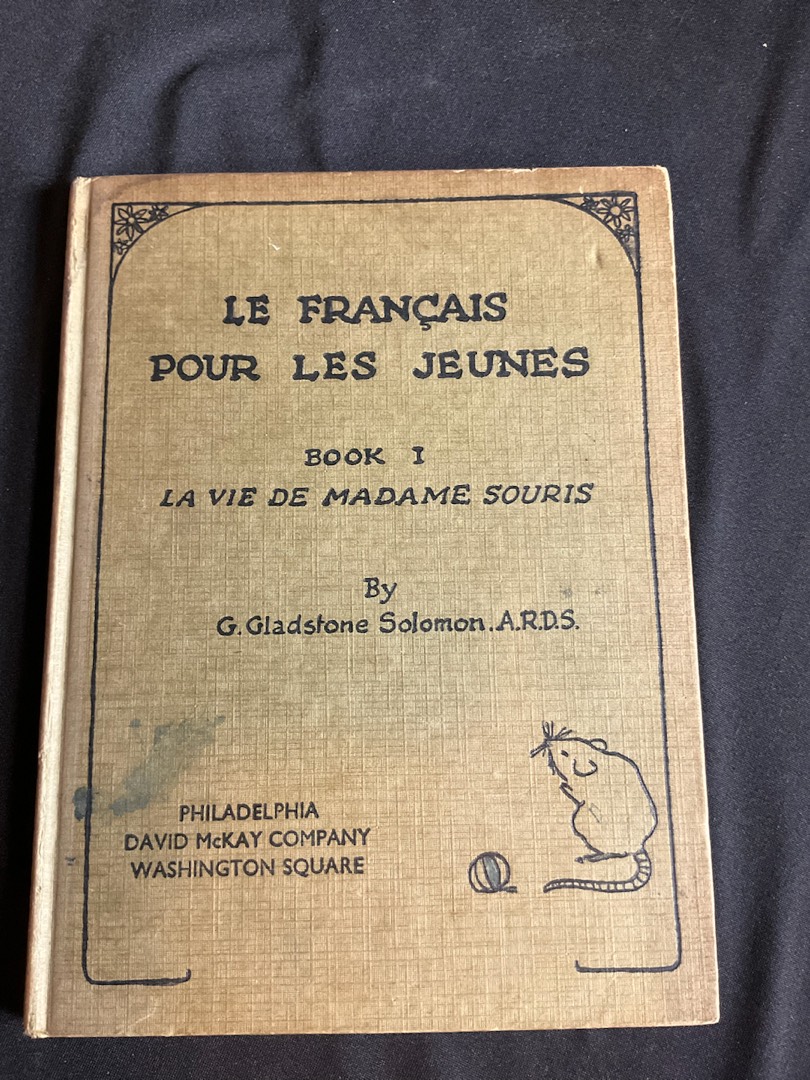 LE FRANÇAIS
POUR LES JEUNES
BOOK I
LA VIE DE MADAME SOURIS
By
G. Gladstone Solomon. A.R.D.S.
PHILADELPHIA
DAVID McKAY COMPANY
WASHINGTON SQUARE